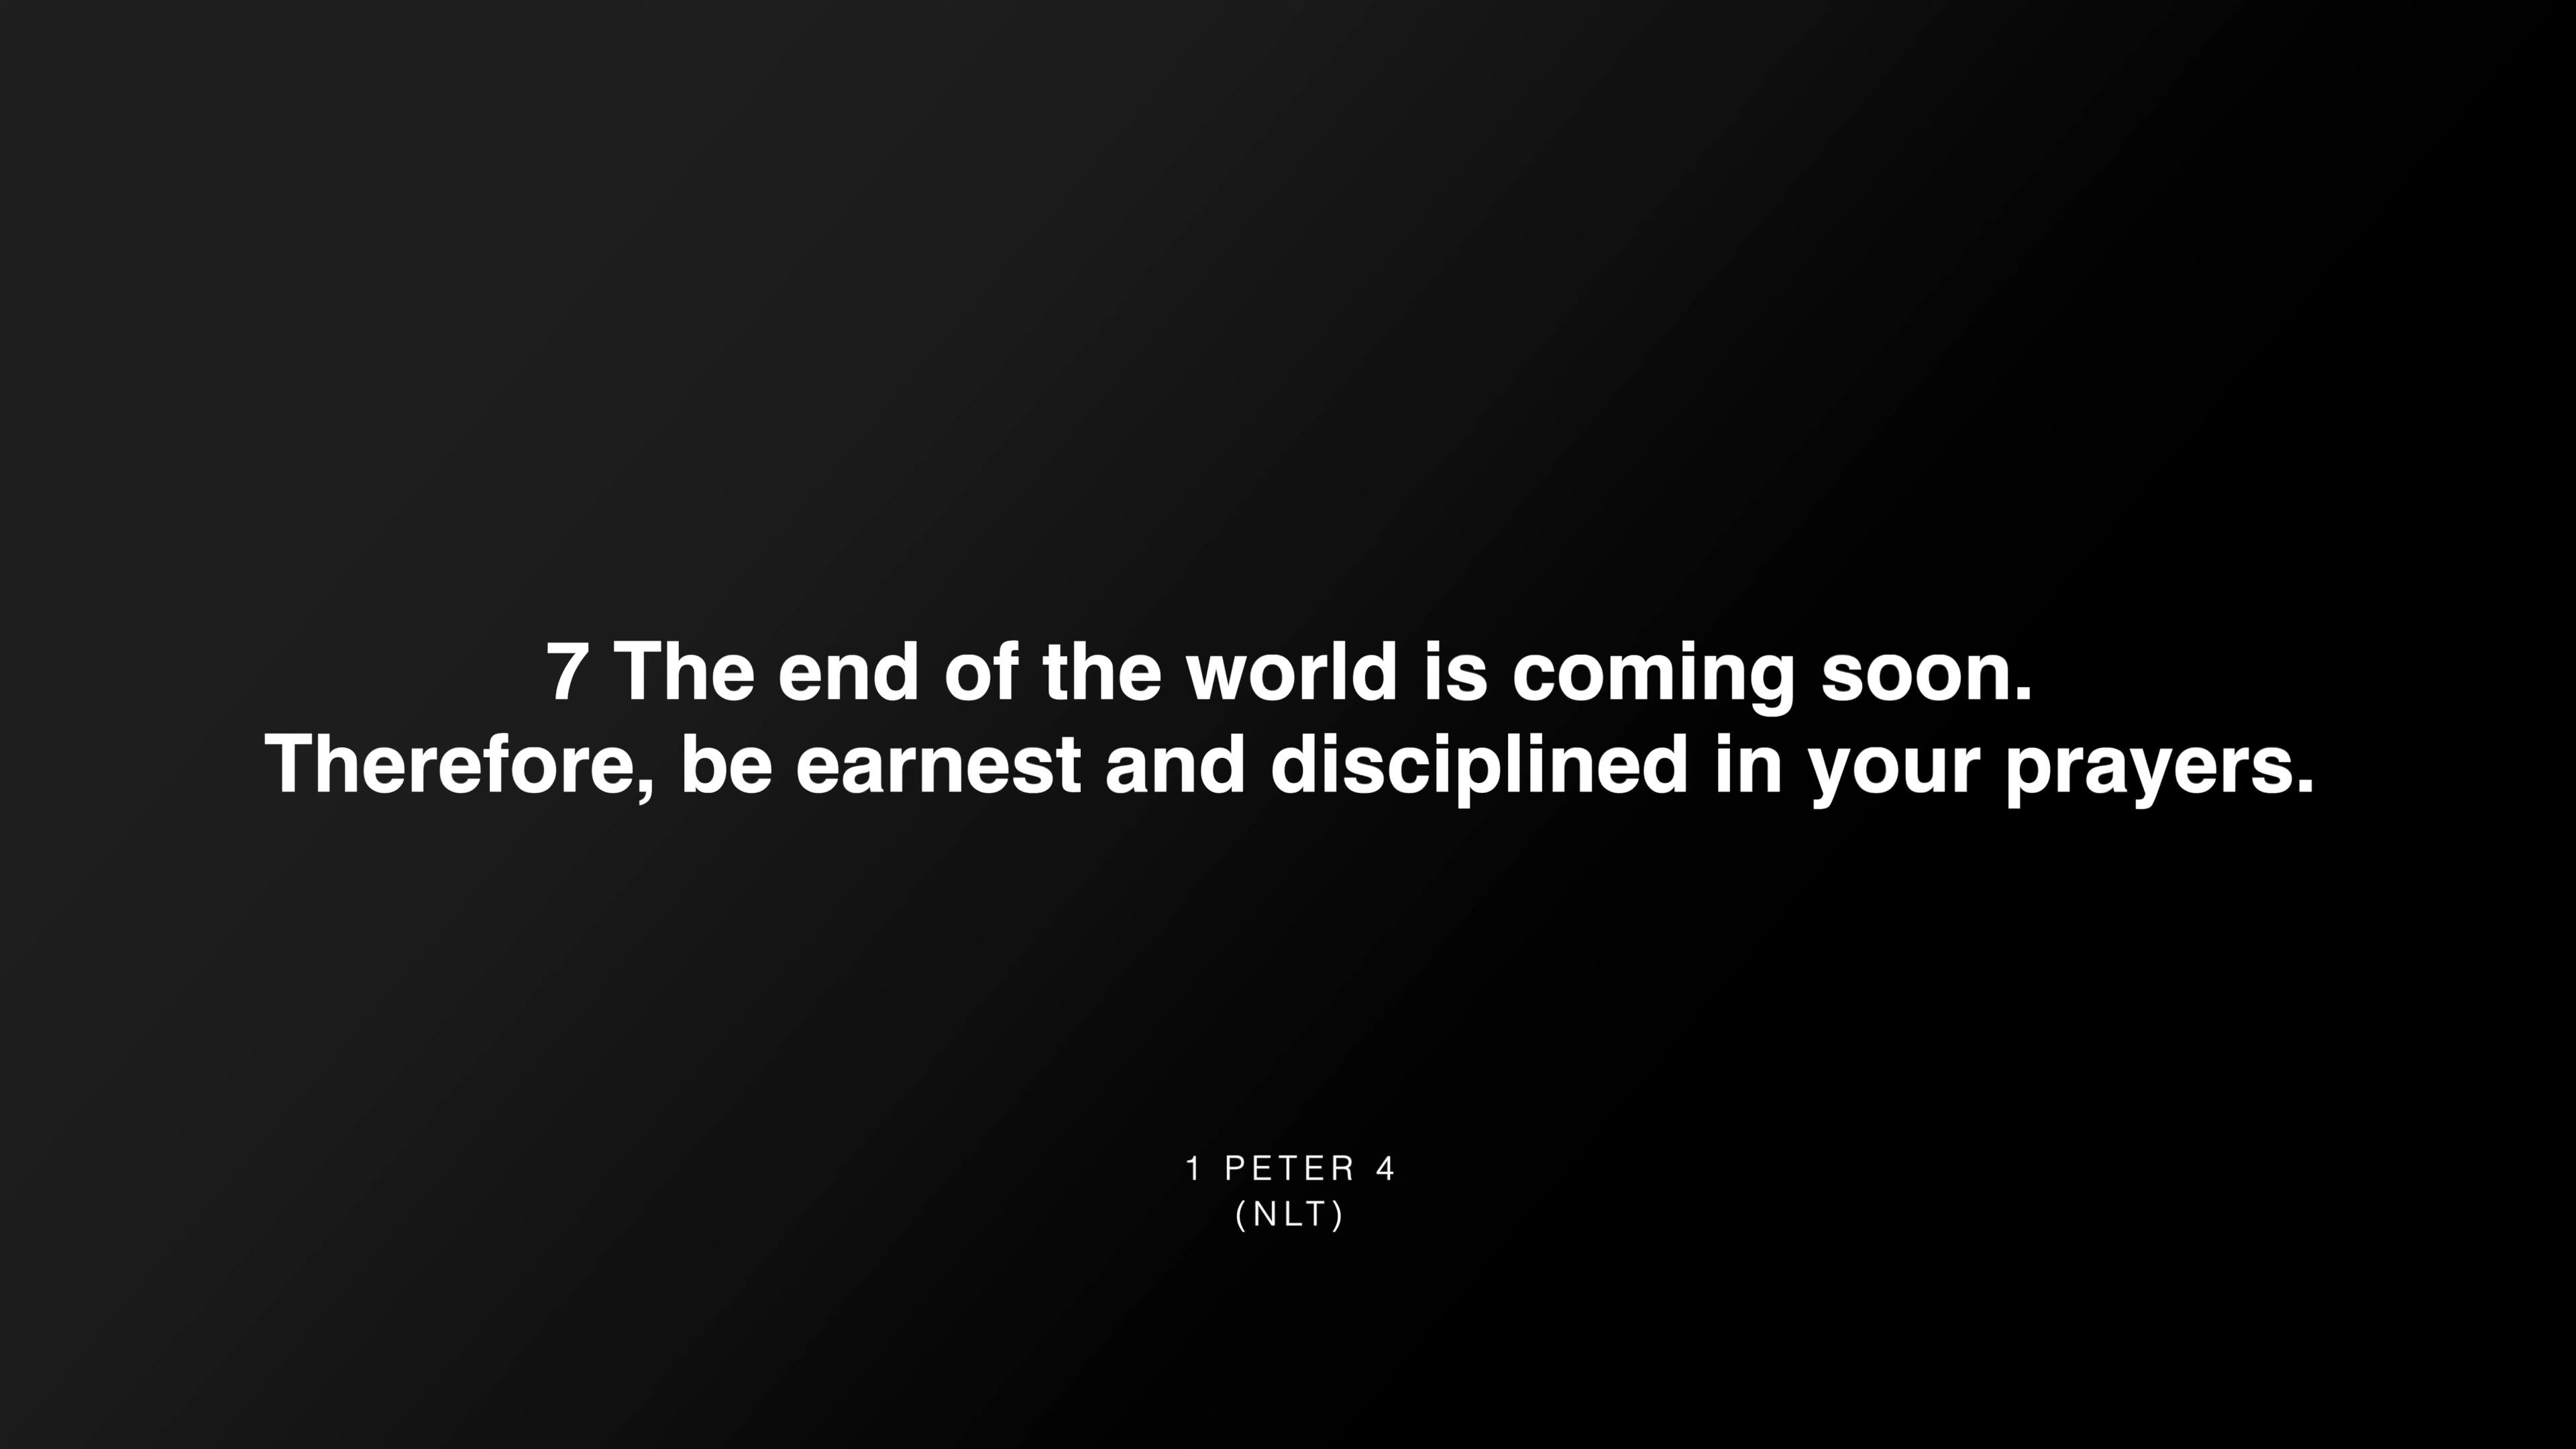 7 The end of the world is coming soon.
Therefore, be earnest and disciplined in your prayers.
1 PETER 4
(NLT)